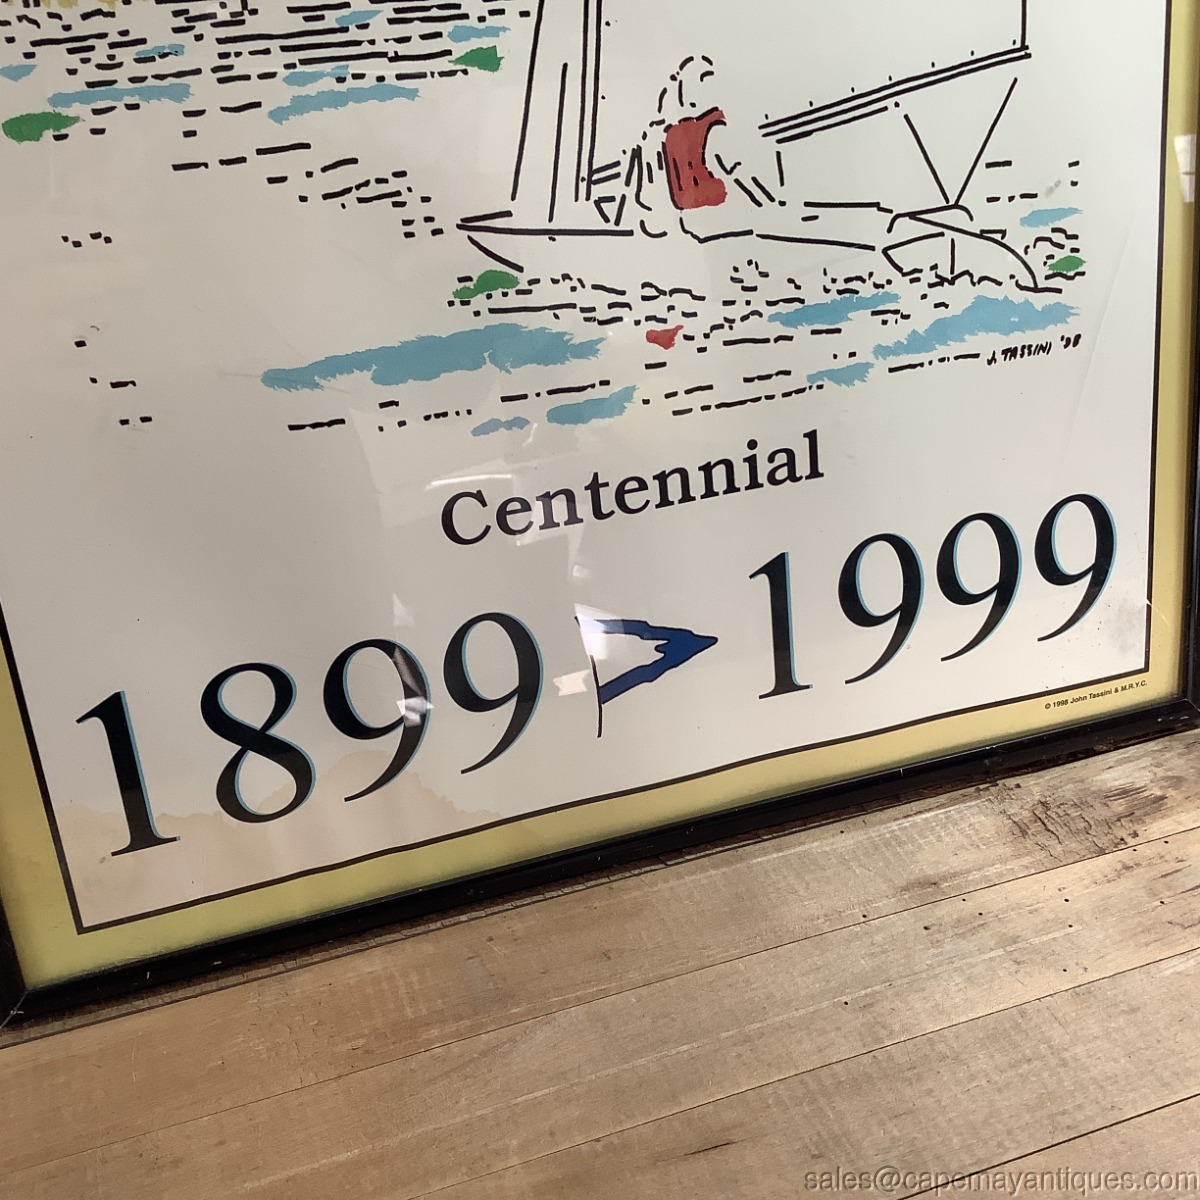 J. TASSINI '98
Centennial
1899 1999
© 1998 John Tassini & M.R.Y.C.
sales@capemayantiques.com